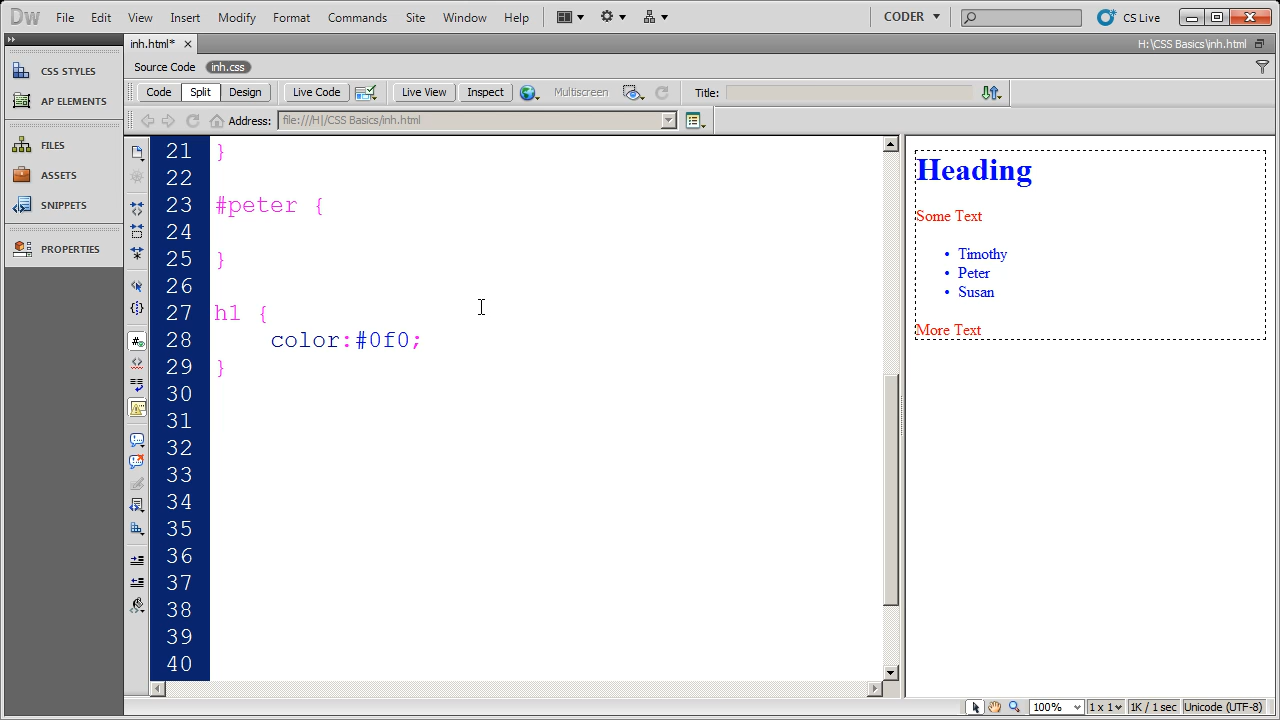 Dw File Edit View Insert Modify Format Commands Site Window Help CODER CS Live
inh.html* H:\CSS Basics\inh.html
Source Code inh.css
Code Split Design Live Code Live View Inspect Multiscreen Title:
Address: file:///H|/CSS Basics/inh.html
CSS STYLES
AP ELEMENTS
FILES
ASSETS
SNIPPETS
PROPERTIES
21 }
22
23 #peter {
24
25 }
26
27 h1 {
28 color:#0f0;
29 }
30
31
32
33
34
35
36
37
38
39
40
Heading
Some Text
• Timothy
• Peter
• Susan
More Text
100% 1 x 1 1K / 1 sec Unicode (UTF-8)